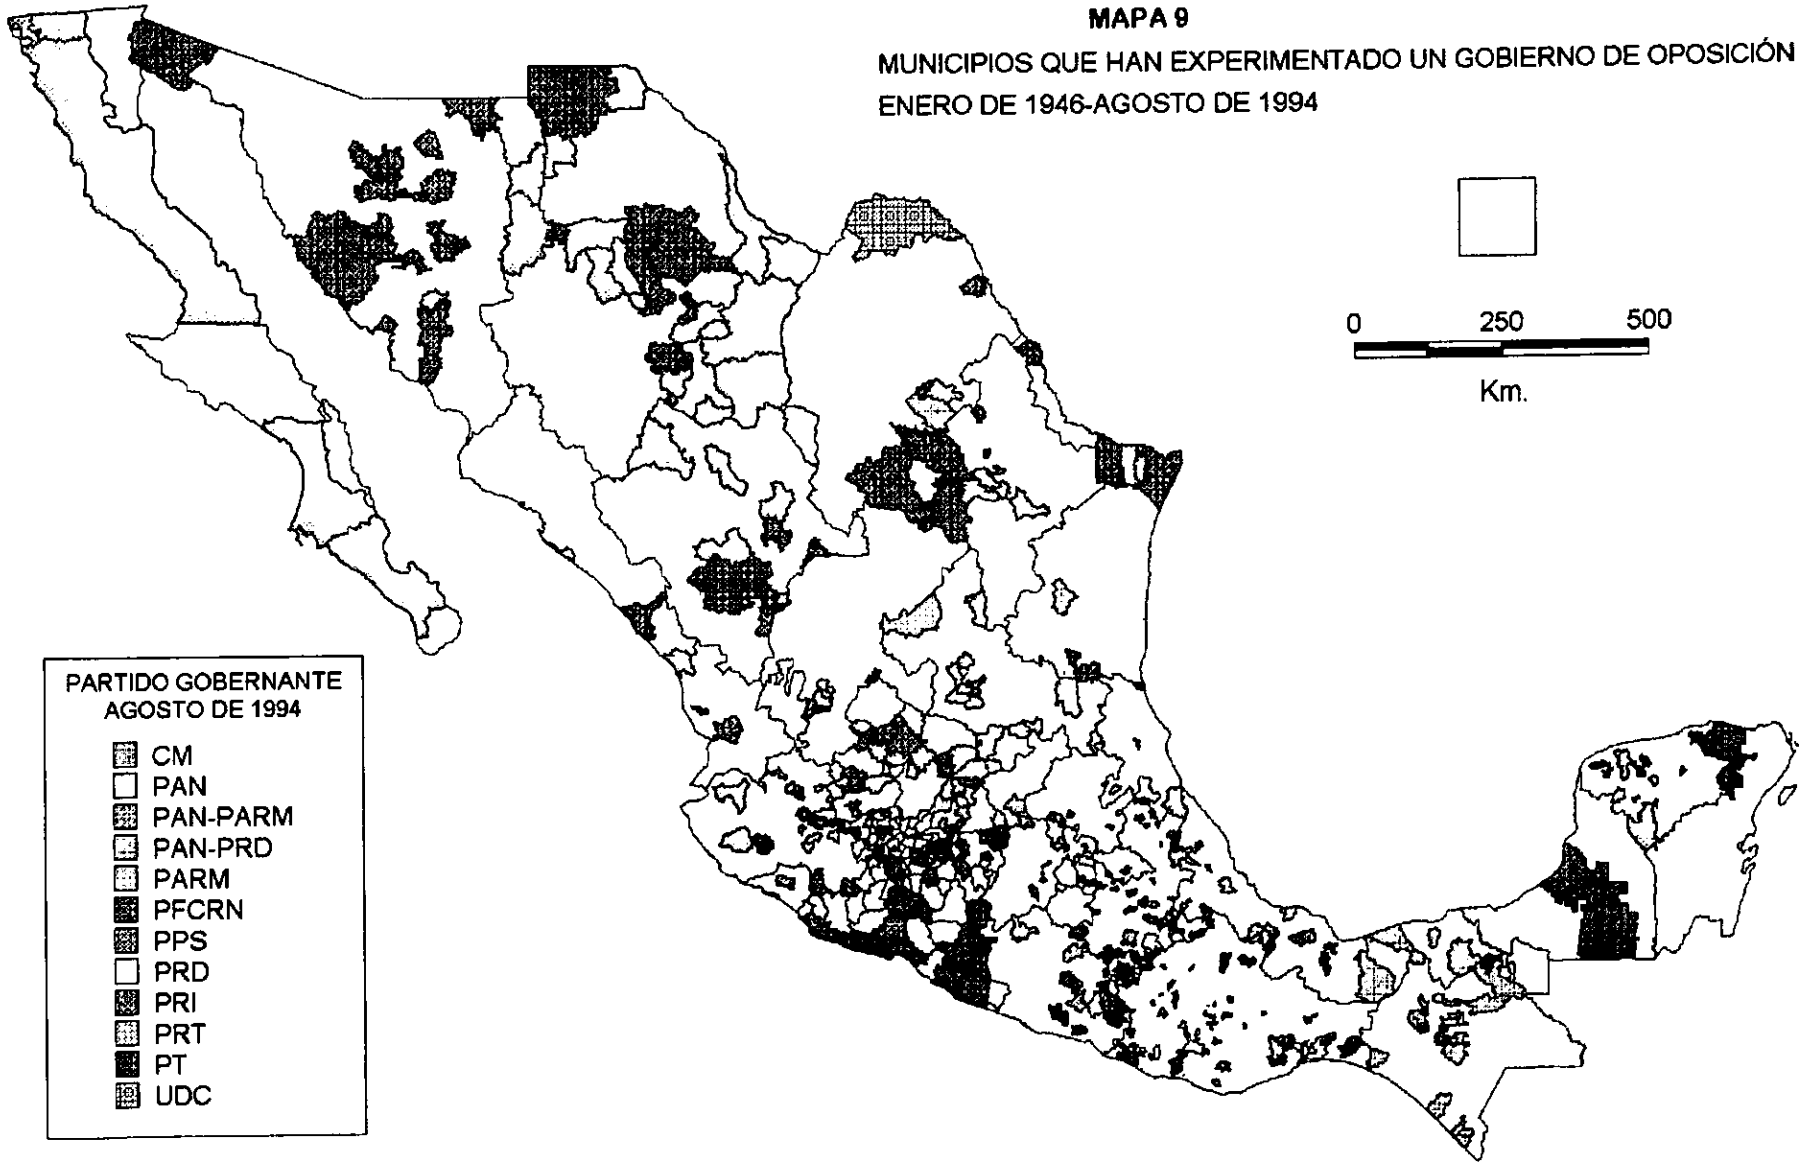 MAPA 9
MUNICIPIOS QUE HAN EXPERIMENTADO UN GOBIERNO DE OPOSICIÓN
ENERO DE 1946-AGOSTO DE 1994
0 250 500
Km.
PARTIDO GOBERNANTE
AGOSTO DE 1994
CM
PAN
PAN-PARM
PAN-PRD
PARM
PFCRN
PPS
PRD
PRI
PRT
PT
UDC